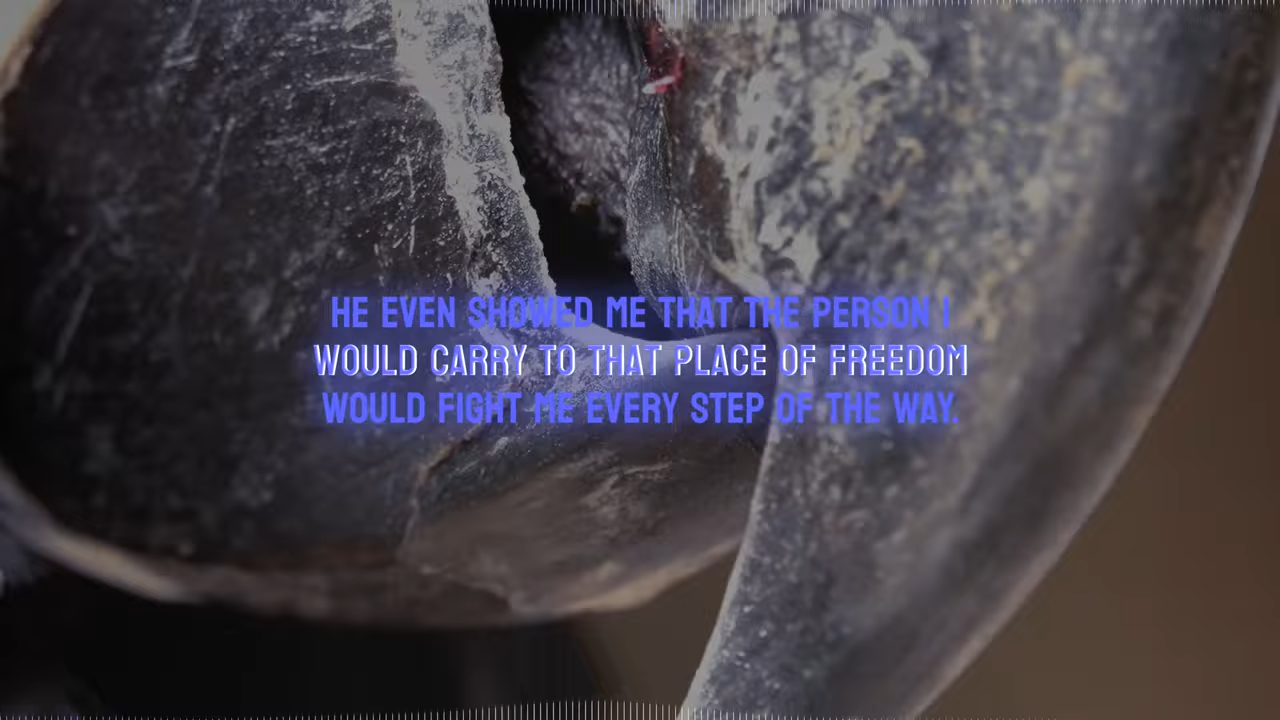 HE EVEN SHOWED ME THAT THE PERSON I
WOULD CARRY TO THAT PLACE OF FREEDOM
WOULD FIGHT ME EVERY STEP OF THE WAY.